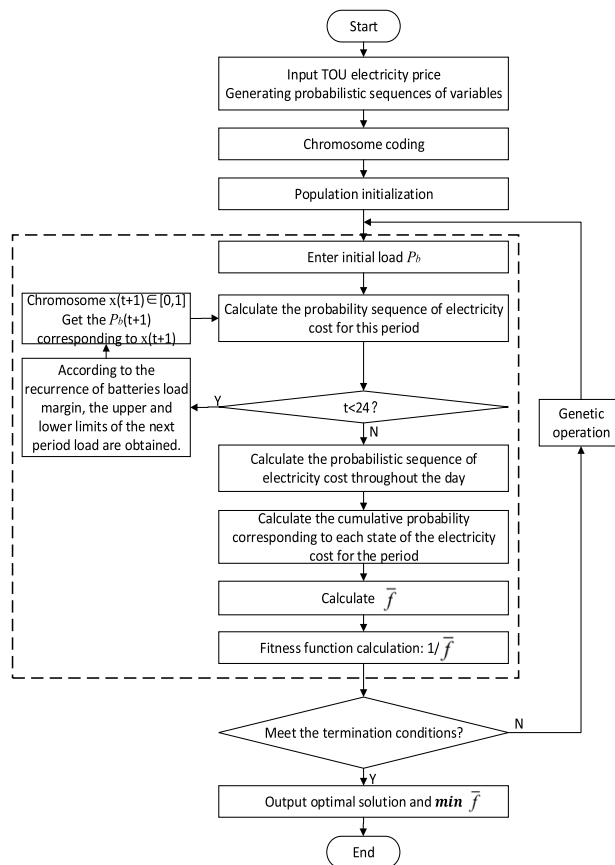 Start
Input TOU electricity price
Generating probabilistic sequences of variables
Chromosome coding
Population initialization
Enter initial load P_b
Chromosome x(t+1)∈[0,1]
Get the P_b(t+1)
corresponding to x(t+1)
Calculate the probability sequence of electricity
cost for this period
According to the
recurrence of batteries load
margin, the upper and
lower limits of the next
period load are obtained.
Y
t<24?
N
Genetic
operation
Calculate the probabilistic sequence of
electricity cost throughout the day
Calculate the cumulative probability
corresponding to each state of the electricity
cost for the period
Calculate f̅
Fitness function calculation: 1/f̅
Meet the termination conditions?
N
Y
Output optimal solution and min f̅
End